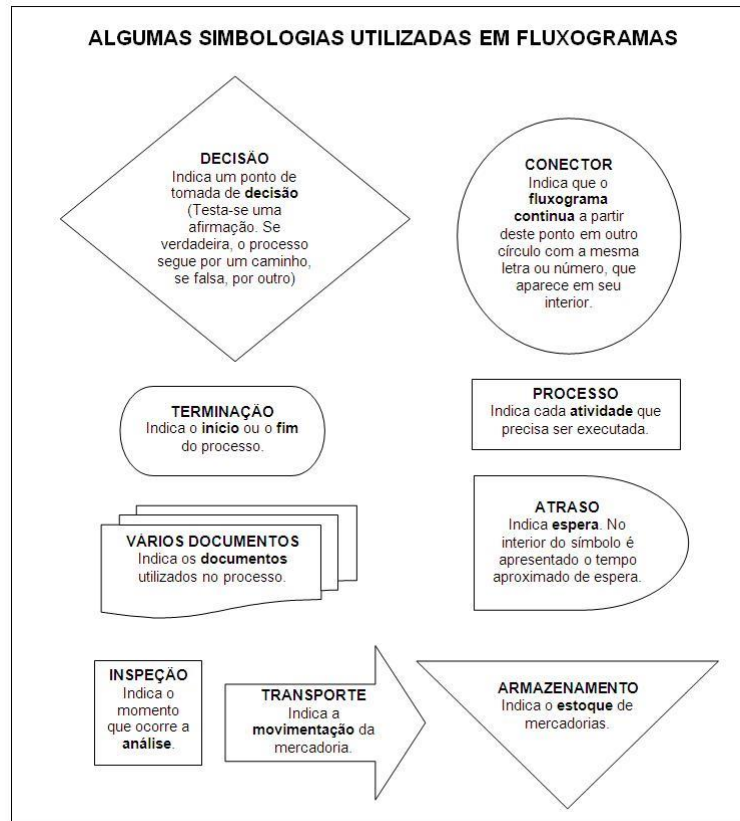 ALGUMAS SIMBOLOGIAS UTILIZADAS EM FLUXOGRAMAS
DECISÃO
Indica um ponto de
tomada de decisão
(Testa-se uma
afirmação. Se
verdadeira, o processo
segue por um caminho,
se falsa, por outro)
CONECTOR
Indica que o
fluxograma
continua a partir
deste ponto em outro
círculo com a mesma
letra ou número, que
aparece em seu
interior.
TERMINAÇÃO
Indica o início ou o fim
do processo.
PROCESSO
Indica cada atividade que
precisa ser executada.
VÁRIOS DOCUMENTOS
Indica os documentos
utilizados no processo.
ATRASO
Indica espera. No
interior do símbolo é
apresentado o tempo
aproximado de espera.
INSPEÇÃO
Indica o
momento
que ocorre a
análise.
TRANSPORTE
Indica a
movimentação da
mercadoria.
ARMAZENAMENTO
Indica o estoque de
mercadorias.